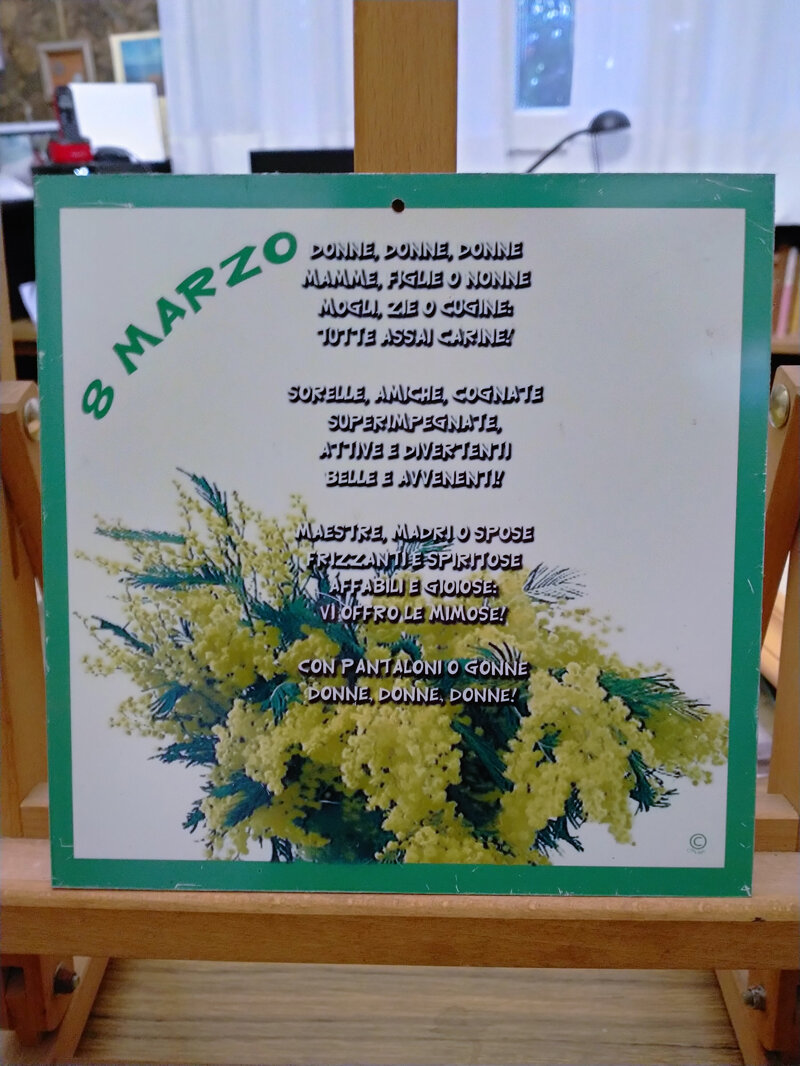 8 MARZO
DONNE, DONNE, DONNE
MAMME, FIGLIE O NONNE
MOGLI, ZIE O CUGINE:
TUTTE ASSAI CARINE!
SORELLE, AMICHE, COGNATE
SUPERIMPEGNATE,
ATTIVE E DIVERTENTI
BELLE E AVVENENTI!
MAESTRE, MADRI O SPOSE
FRIZZANTI E SPIRITOSE
AFFABILI E GIOIOSE:
VI OFFRO LE MIMOSE!
CON PANTALONI O GONNE
DONNE, DONNE, DONNE!
©